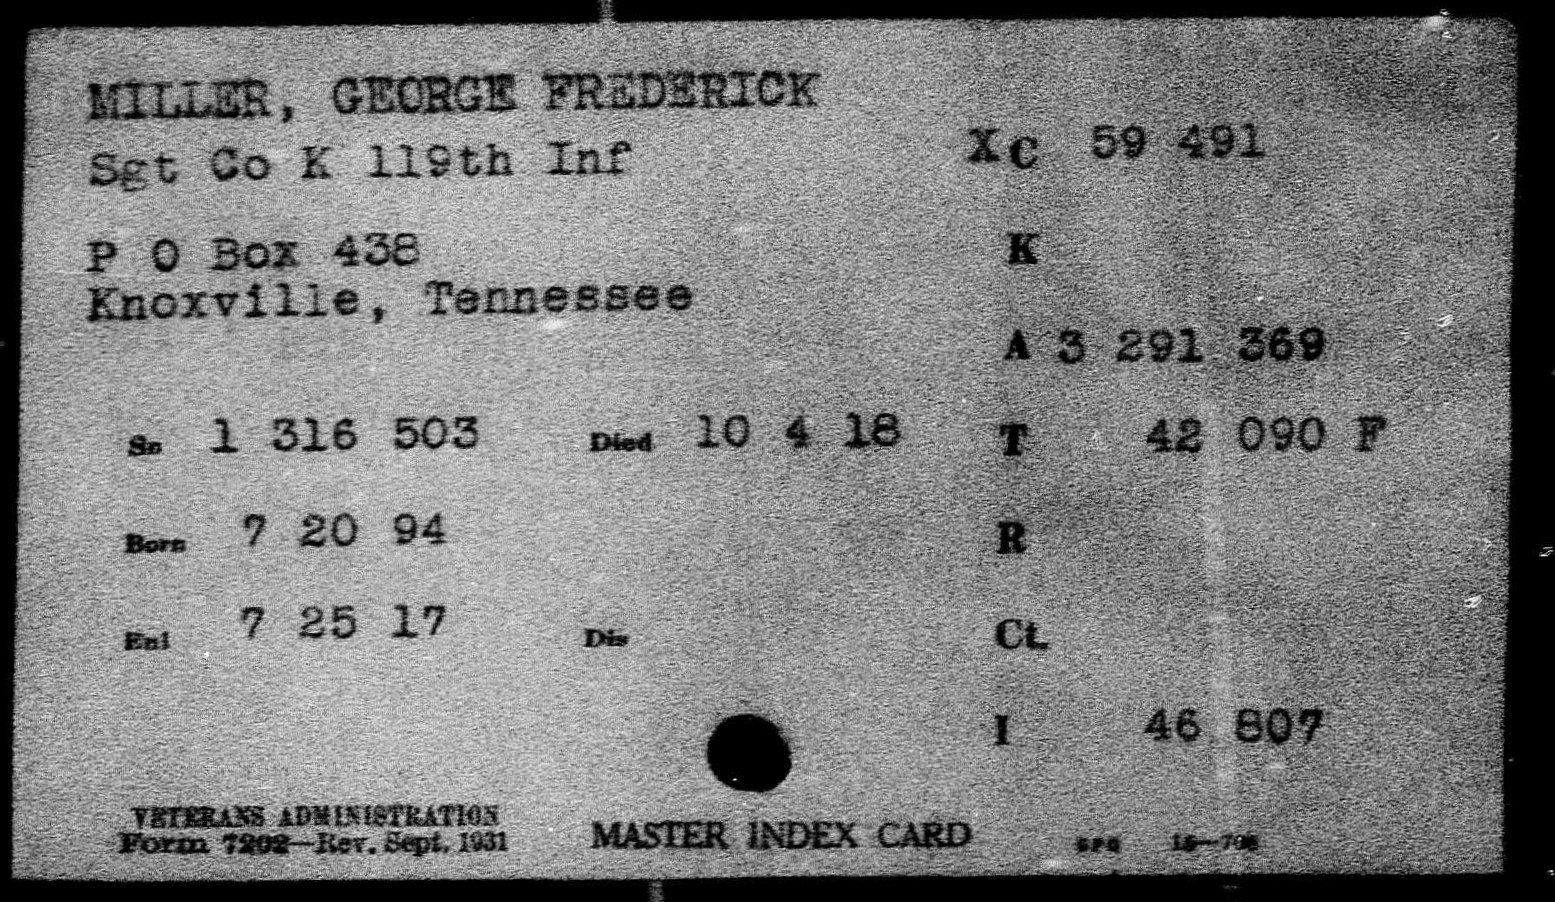 MILLER, GEORGE FREDERICK
Sgt Co K 119th Inf
XC 59 491
P O Box 438
K
Knoxville, Tennessee
A 3 291 369
Sn 1 316 503 Died 10 4 18 T 42 090 F
Born 7 20 94 R
Enl 7 25 17 Dis Ct.
I 46 807
VETERANS ADMINISTRATION
Form 7202—Rev. Sept. 1931 MASTER INDEX CARD GPO